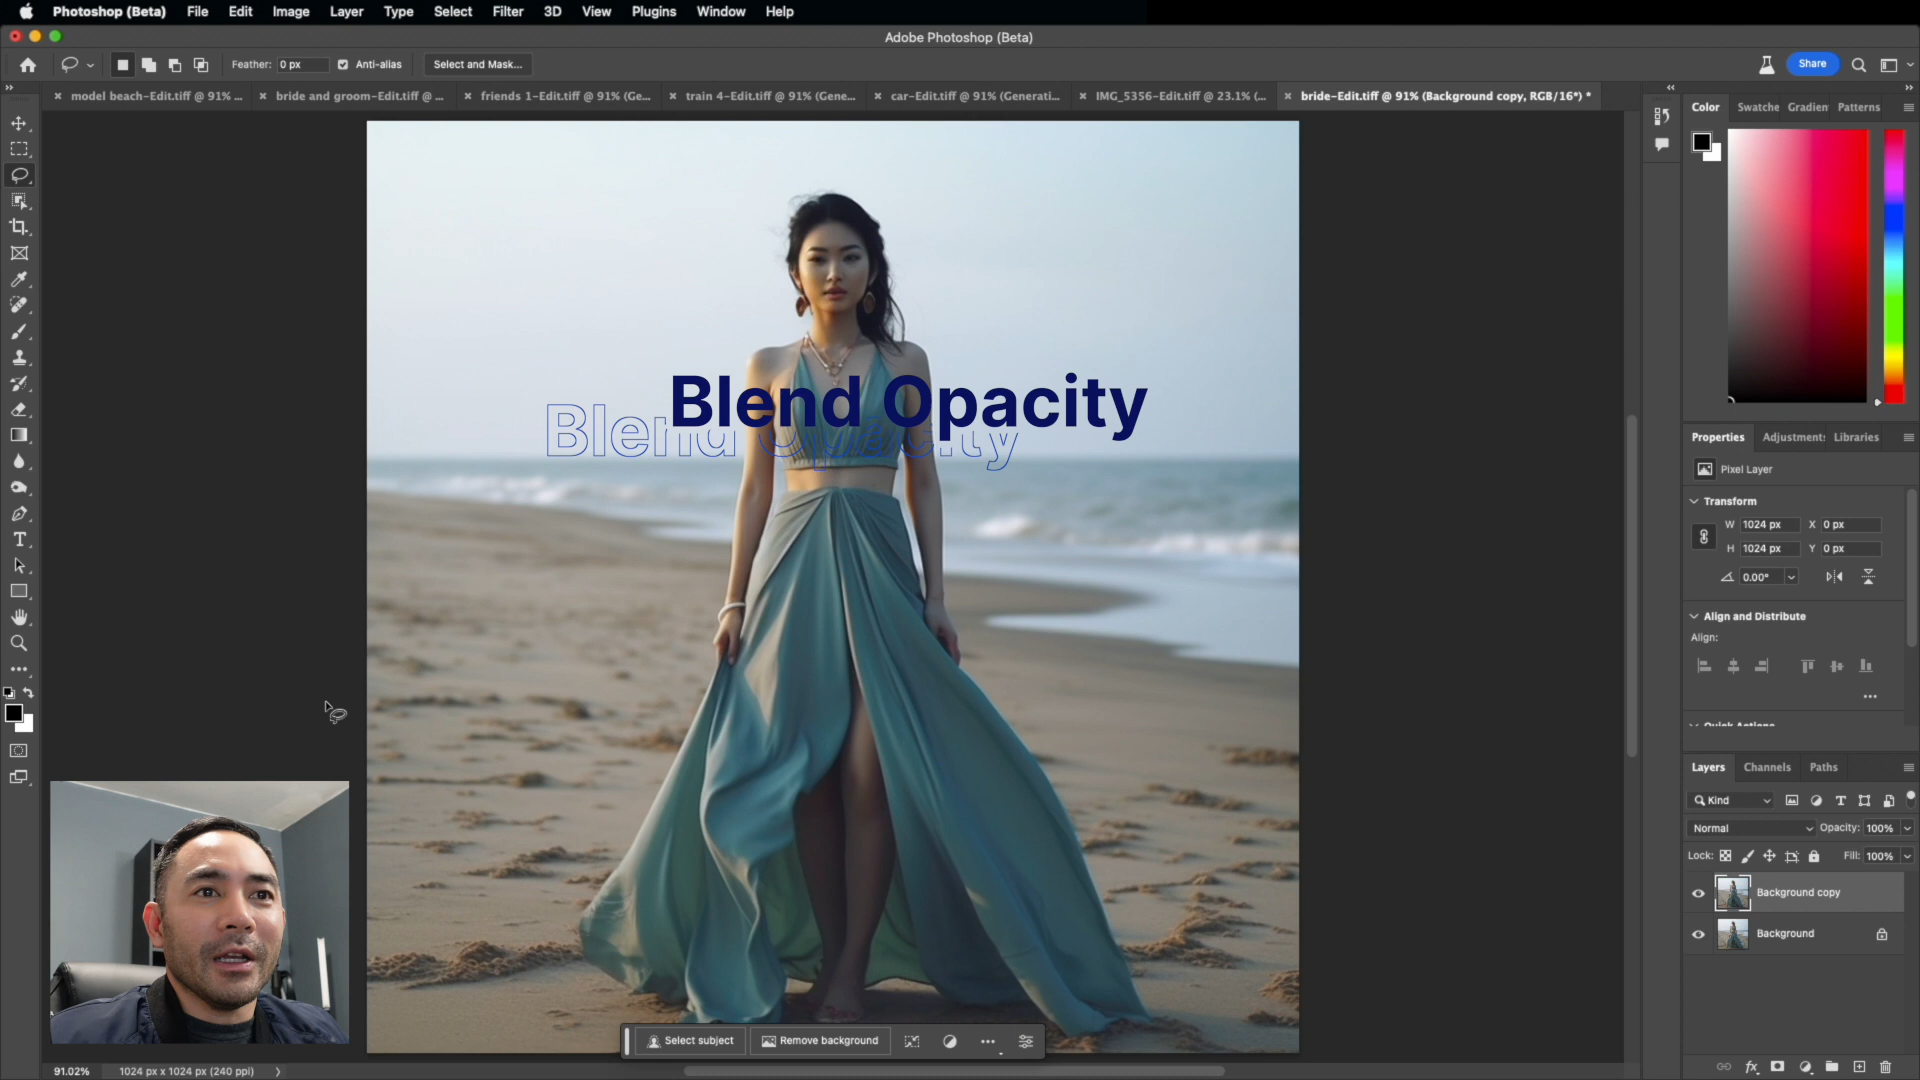 Photoshop (Beta) File Edit Image Layer Type Select Filter 3D View Plugins Window Help
Adobe Photoshop (Beta)
Feather: 0 px Anti-alias Select and Mask... Share
model beach-Edit.tiff @ 91% ... bride and groom-Edit.tiff @ ... friends 1-Edit.tiff @ 91% (Ge... train 4-Edit.tiff @ 91% (Gene... car-Edit.tiff @ 91% (Generati... IMG_5356-Edit.tiff @ 23.1% (... bride-Edit.tiff @ 91% (Background copy, RGB/16*) *
Color Swatche Gradien Patterns
Blend Opacity
Blend Opacity
Properties Adjustment: Libraries
Pixel Layer
Transform
W 1024 px X 0 px
H 1024 px Y 0 px
0.00°
Align and Distribute
Align:
Quick Actions
Layers Channels Paths
Kind
Normal Opacity: 100%
Lock: Fill: 100%
Background copy
Background
Select subject Remove background
91.02% 1024 px x 1024 px (240 ppi)